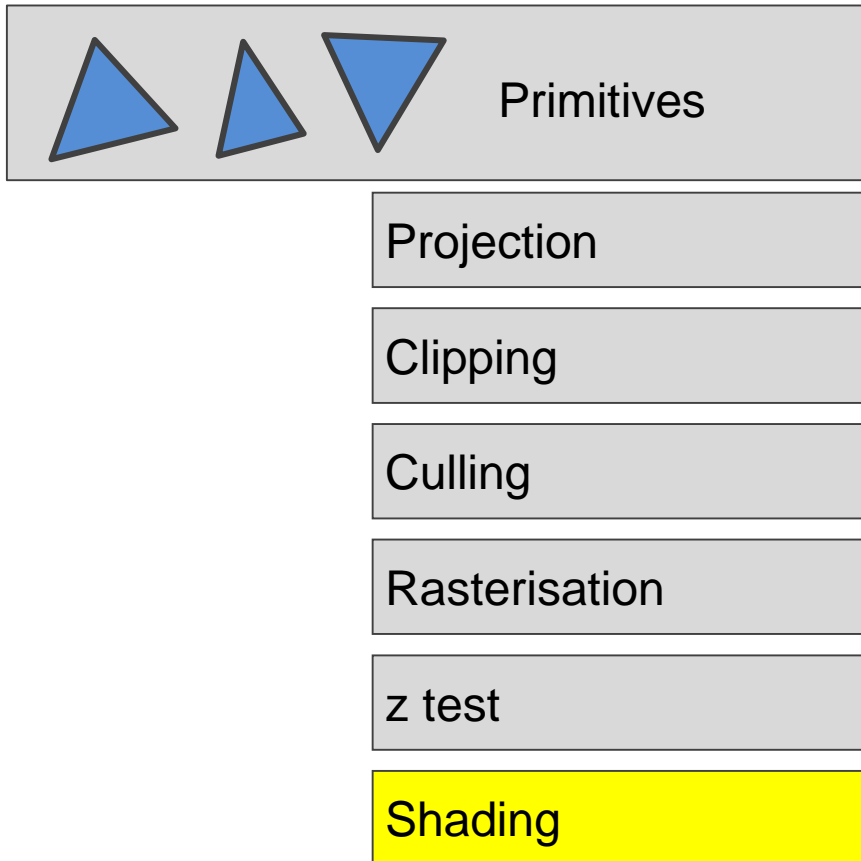 Primitives
Projection
Clipping
Culling
Rasterisation
z test
Shading